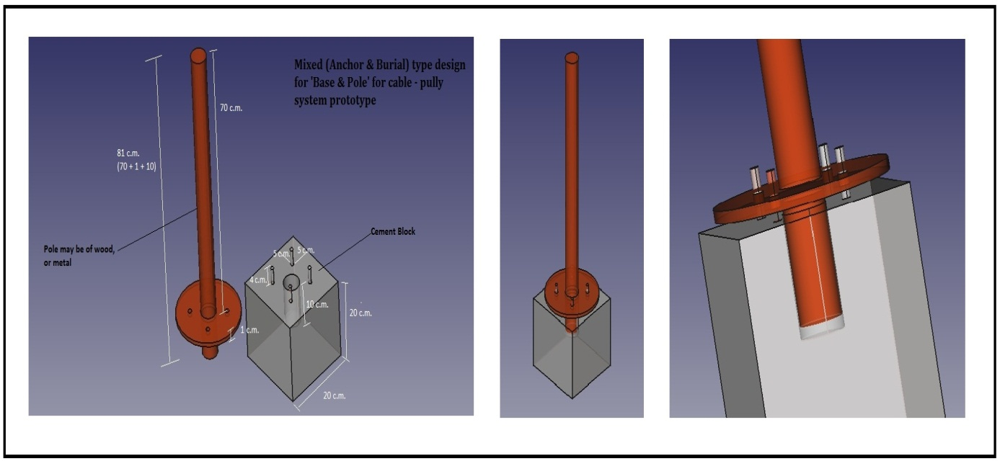 Mixed (Anchor & Burial) type design
for 'Base & Pole' for cable - pully
system prototype
70 c.m.
81 c.m.
(70 + 1 + 10)
Pole may be of wood,
or metal
Cement Block
5 c.m.
5 c.m.
4 c.m.
10 c.m.
20 c.m.
1 c.m.
20 c.m.